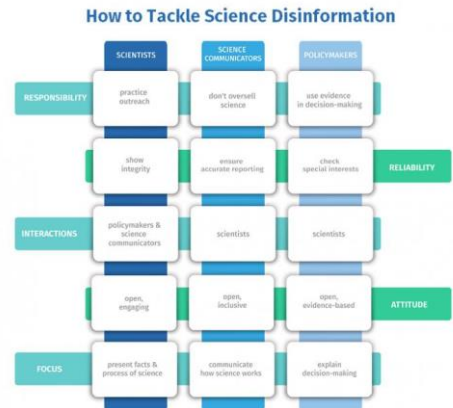 How to Tackle Science Disinformation
SCIENTISTS
SCIENCE
COMMUNICATORS
POLICYMAKERS
RESPONSIBILITY
practice
outreach
don't oversell
science
use evidence
in decision-making
show
integrity
ensure
accurate reporting
check
special interests
RELIABILITY
INTERACTIONS
policymakers &
science
communicators
scientists
scientists
open,
engaging
open,
inclusive
open,
evidence-based
ATTITUDE
FOCUS
present facts &
process of science
communicate
how science works
explain
decision-making